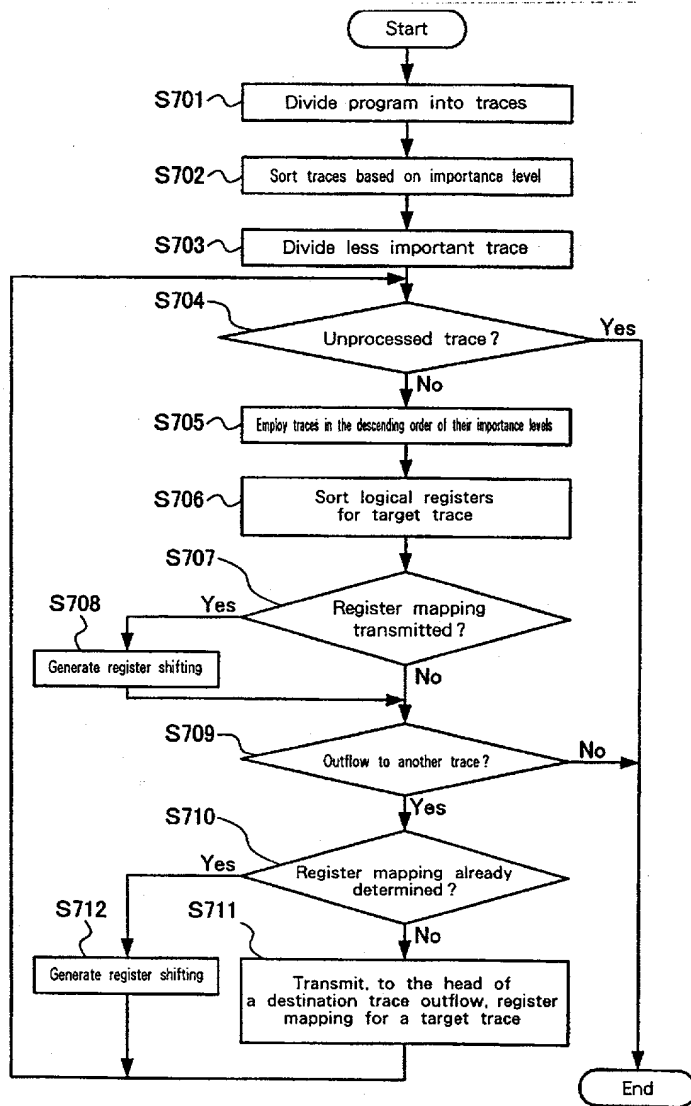 Start
S701
Divide program into traces
S702
Sort traces based on importance level
S703
Divide less important trace
S704
Unprocessed trace?
Yes
No
S705
Employ traces in the descending order of their importance levels
S706
Sort logical registers
for target trace
S707
Register mapping
transmitted?
Yes
S708
Generate register shifting
No
S709
Outflow to another trace?
No
Yes
S710
Register mapping already
determined?
Yes
S712
Generate register shifting
No
S711
Transmit, to the head of
a destination trace outflow, register
mapping for a target trace
End